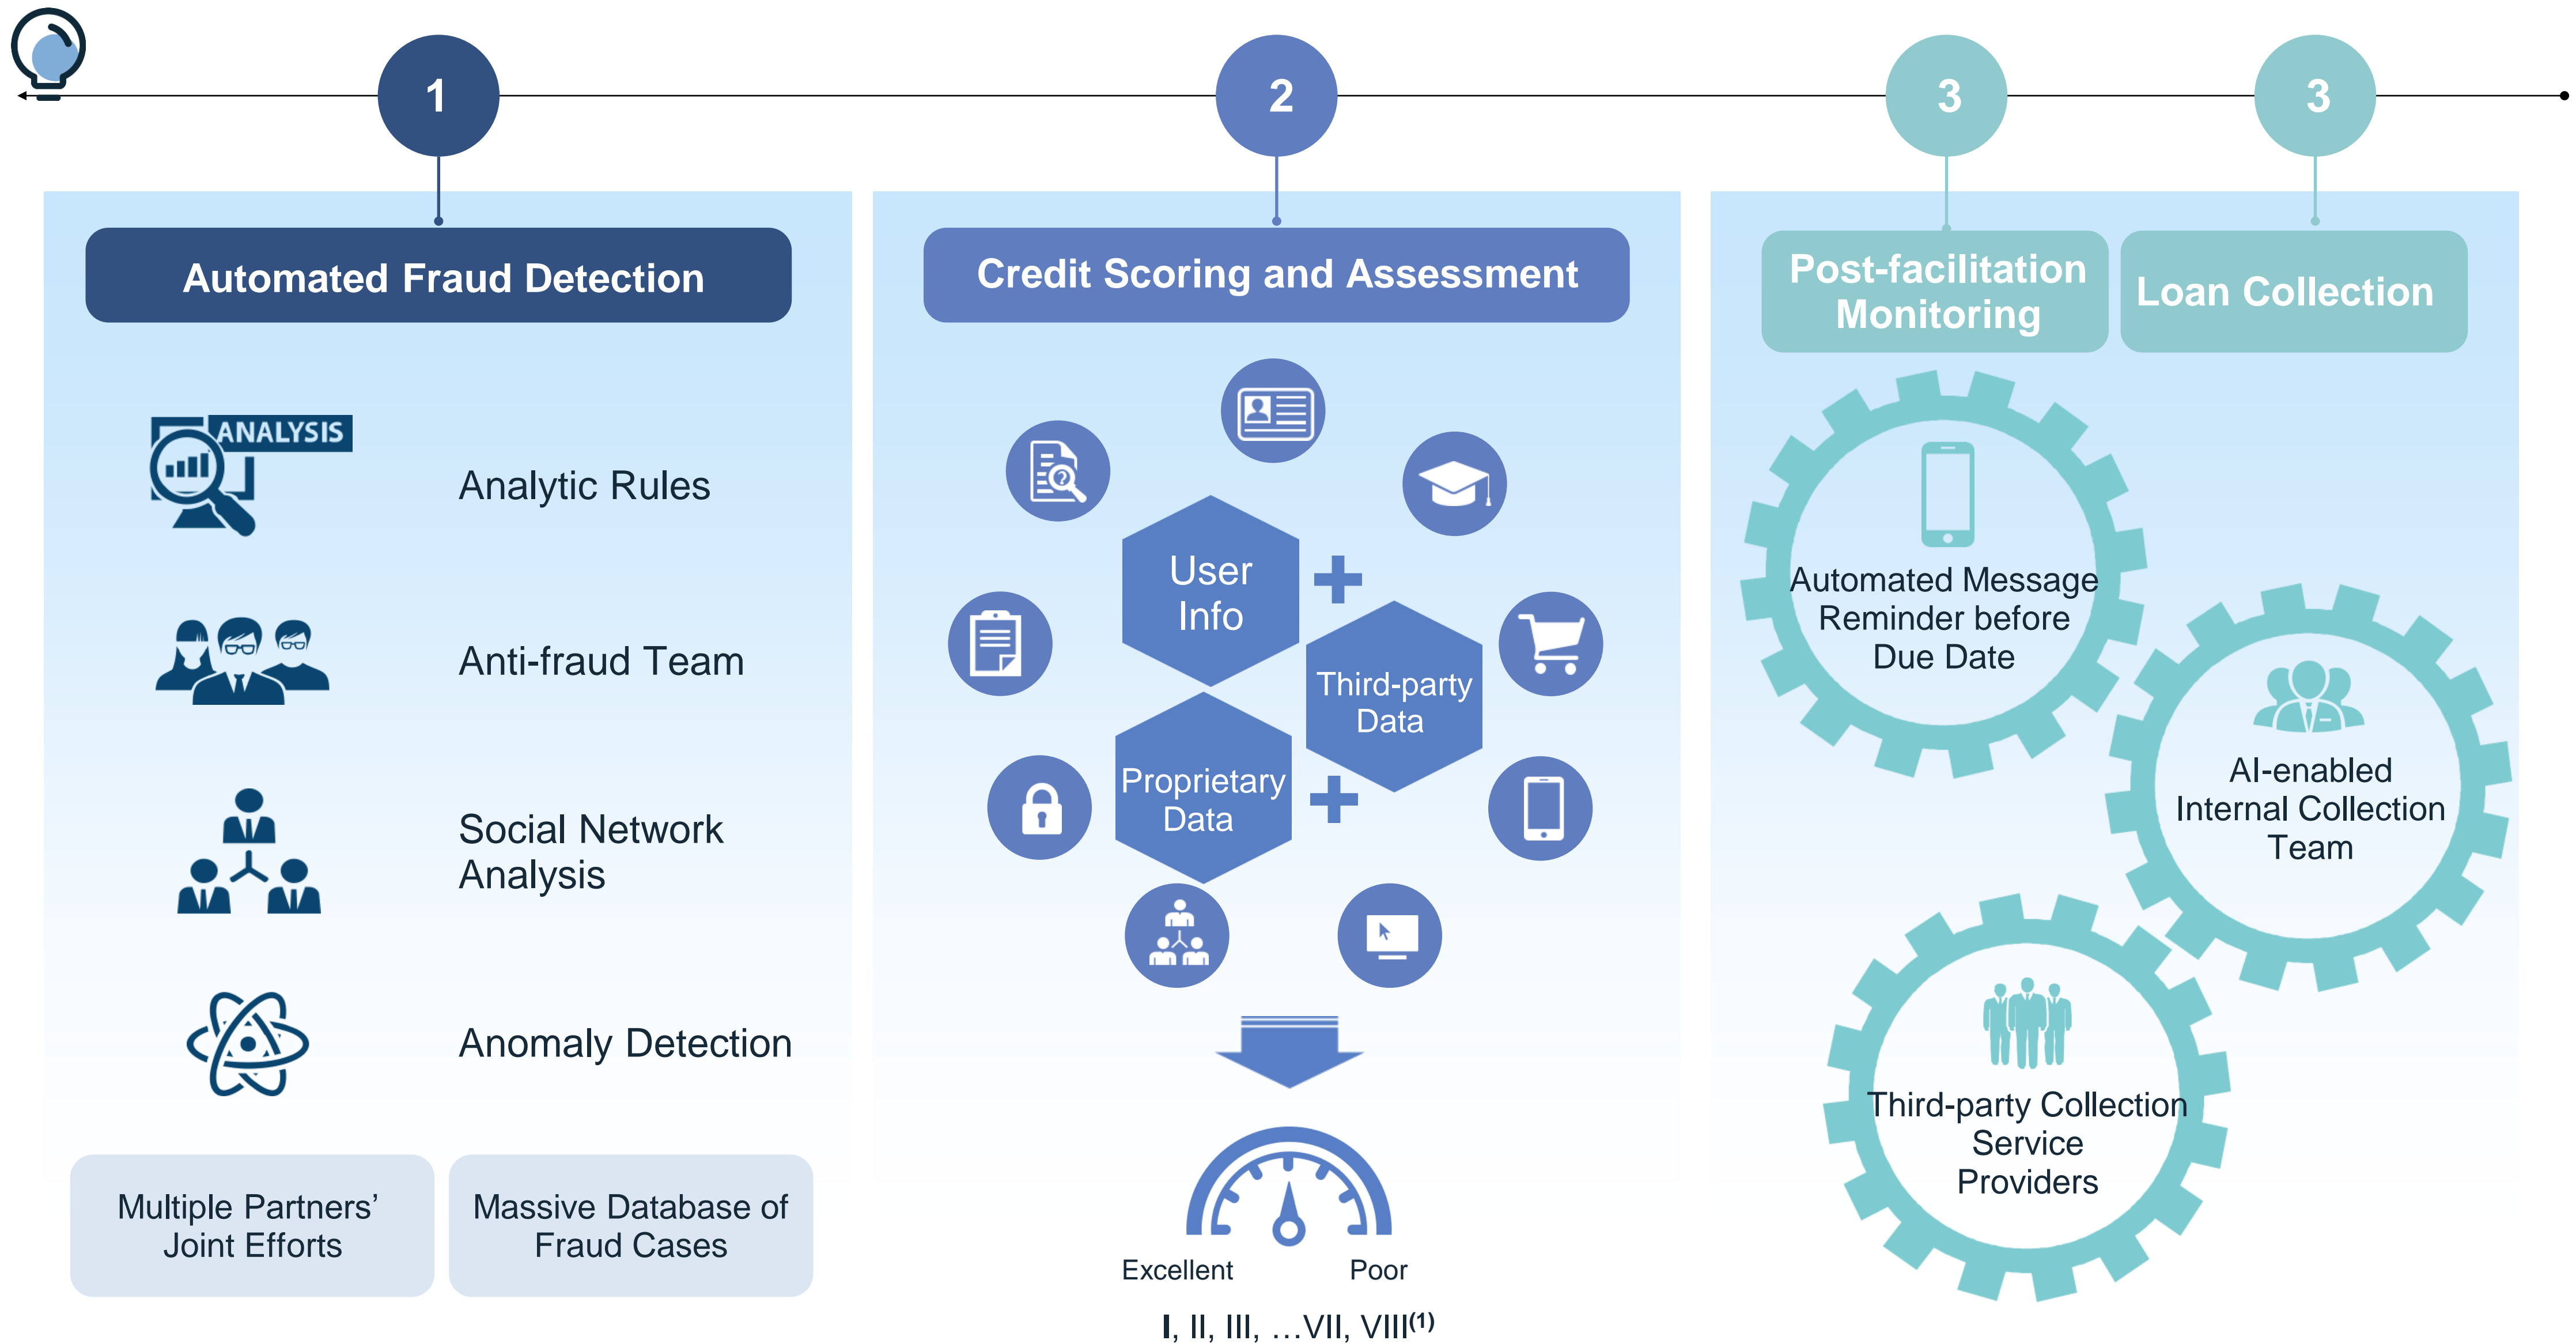 1
Automated Fraud Detection
ANALYSIS
Analytic Rules
Anti-fraud Team
Social Network
Analysis
Anomaly Detection
Multiple Partners’
Joint Efforts
Massive Database of
Fraud Cases
2
Credit Scoring and Assessment
?
User
Info
+
Third-party
Data
Proprietary
Data
+
Excellent
Poor
I, II, III, …VII, VIII(1)
3
Post-facilitation
Monitoring
3
Loan Collection
Automated Message
Reminder before
Due Date
AI-enabled
Internal Collection
Team
Third-party Collection
Service
Providers